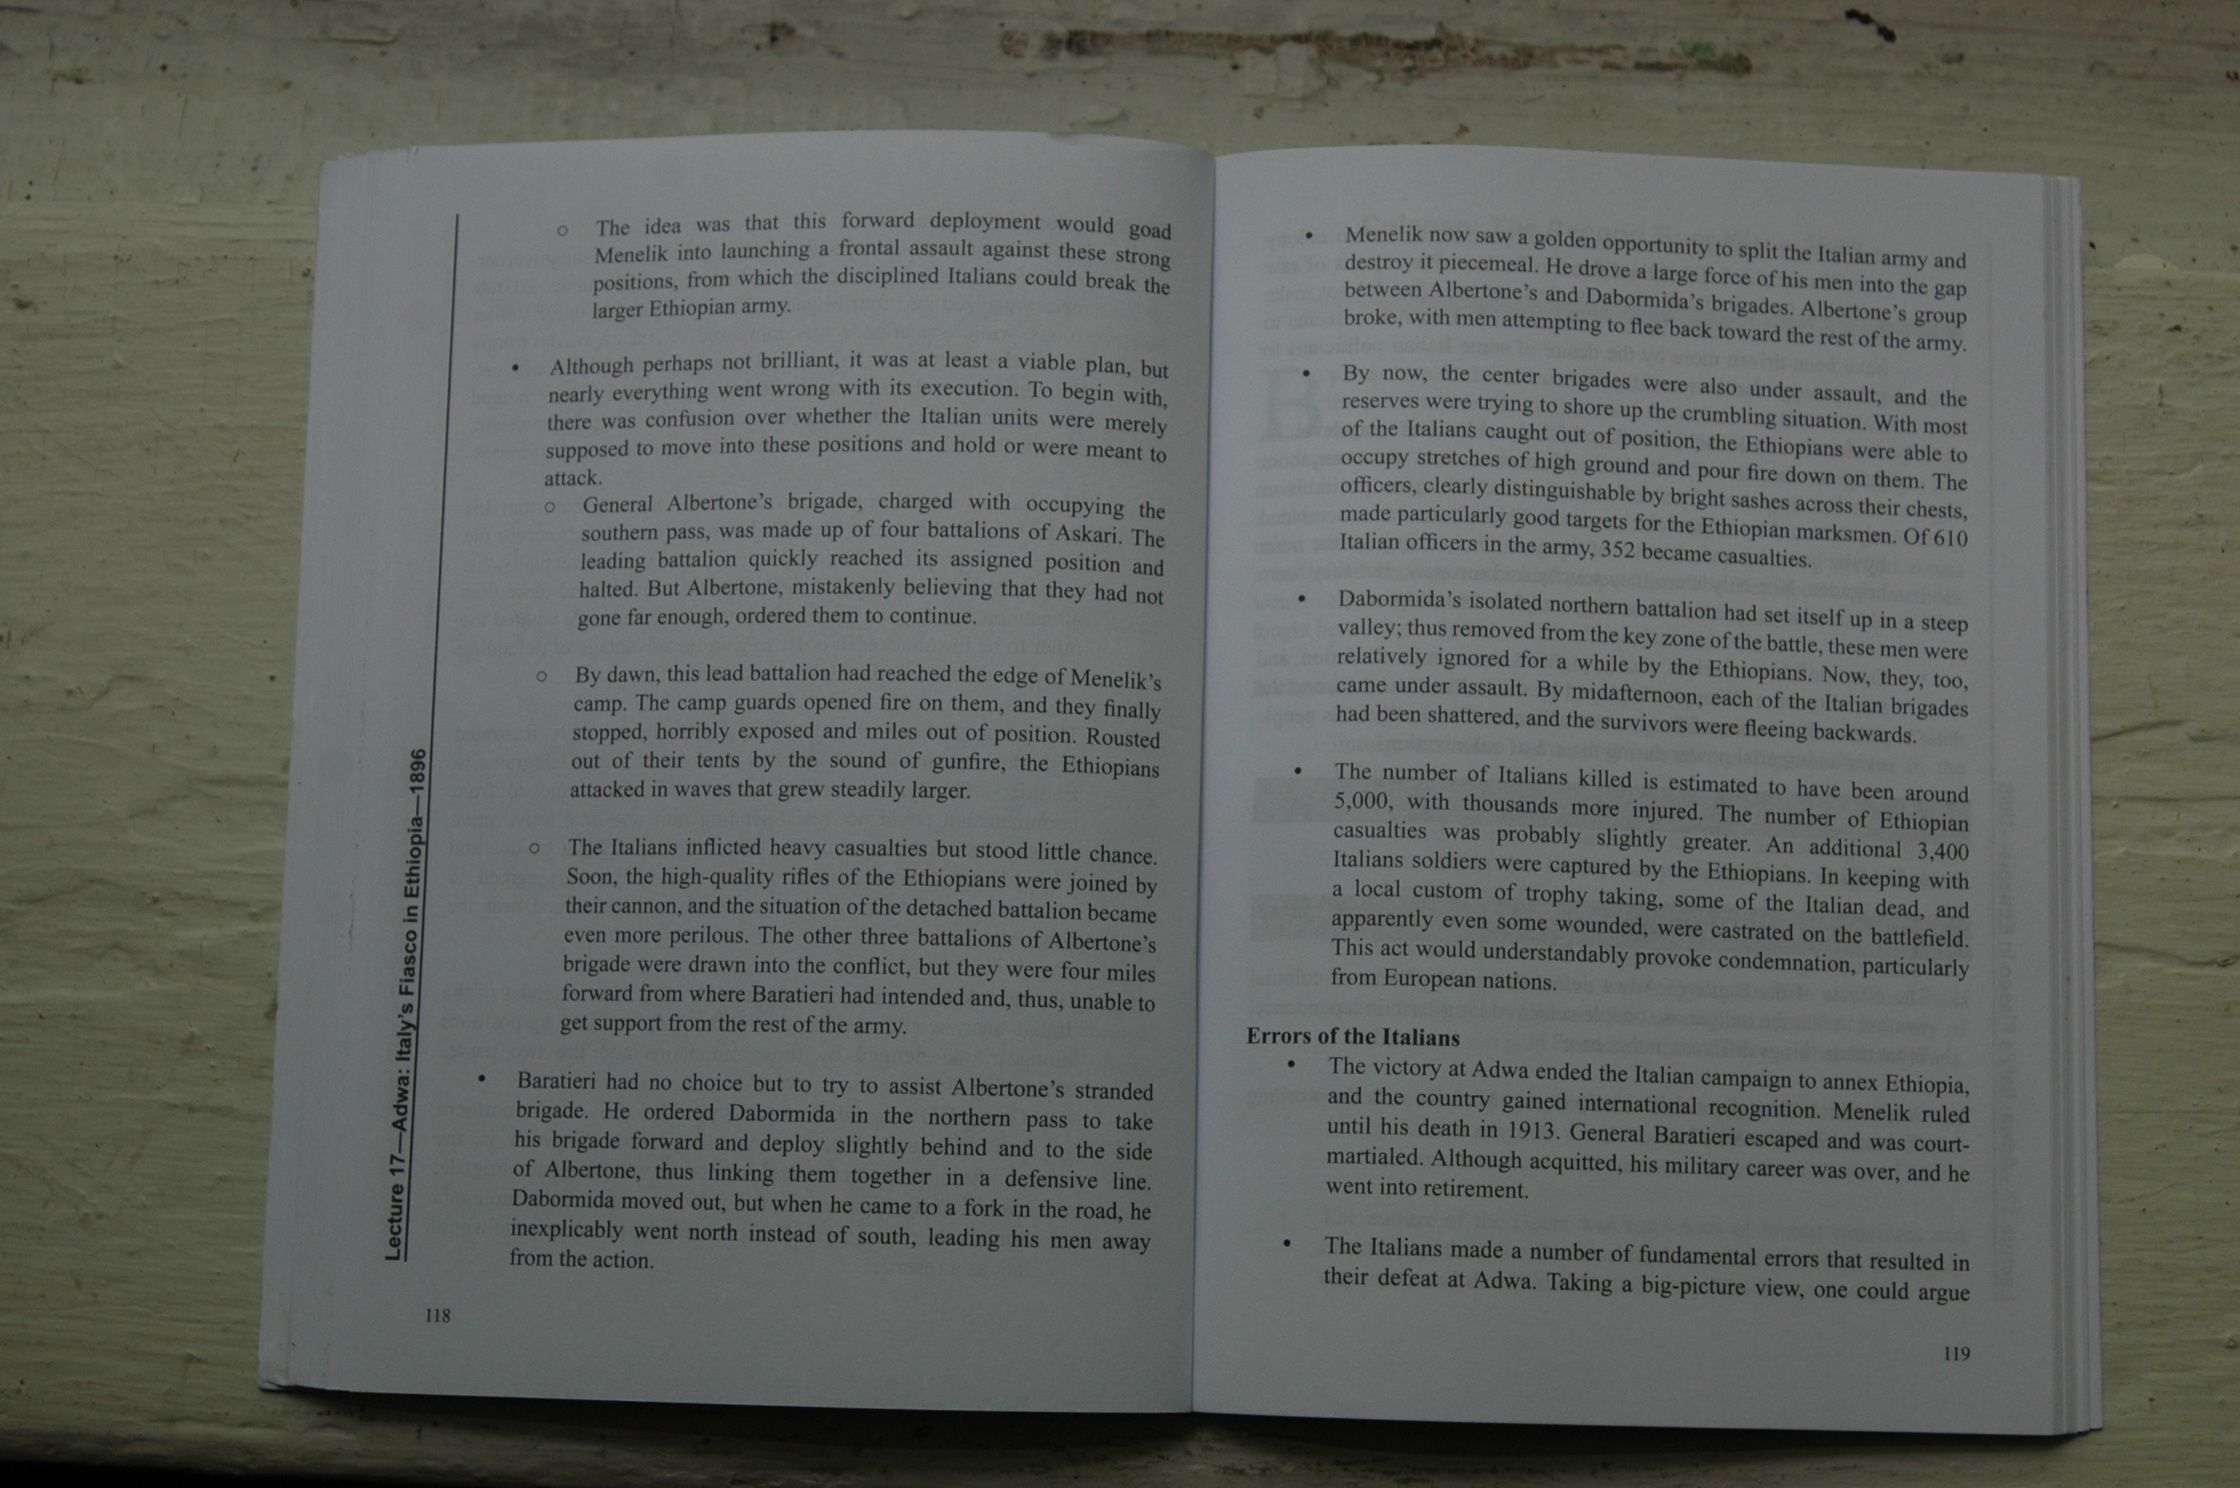 ○ The idea was that this forward deployment would goad
Menelik into launching a frontal assault against these strong
positions, from which the disciplined Italians could break the
larger Ethiopian army.
• Although perhaps not brilliant, it was at least a viable plan, but
nearly everything went wrong with its execution. To begin with,
there was confusion over whether the Italian units were merely
supposed to move into these positions and hold or were meant to
attack.
○ General Albertone's brigade, charged with occupying the
southern pass, was made up of four battalions of Askari. The
leading battalion quickly reached its assigned position and
halted. But Albertone, mistakenly believing that they had not
gone far enough, ordered them to continue.
○ By dawn, this lead battalion had reached the edge of Menelik's
camp. The camp guards opened fire on them, and they finally
stopped, horribly exposed and miles out of position. Rousted
out of their tents by the sound of gunfire, the Ethiopians
attacked in waves that grew steadily larger.
○ The Italians inflicted heavy casualties but stood little chance.
Soon, the high-quality rifles of the Ethiopians were joined by
their cannon, and the situation of the detached battalion became
even more perilous. The other three battalions of Albertone's
brigade were drawn into the conflict, but they were four miles
forward from where Baratieri had intended and, thus, unable to
get support from the rest of the army.
• Baratieri had no choice but to try to assist Albertone's stranded
brigade. He ordered Dabormida in the northern pass to take
his brigade forward and deploy slightly behind and to the side
of Albertone, thus linking them together in a defensive line.
Dabormida moved out, but when he came to a fork in the road, he
inexplicably went north instead of south, leading his men away
from the action.
Lecture 17—Adwa: Italy's Fiasco in Ethiopia—1896
118
• Menelik now saw a golden opportunity to split the Italian army and
destroy it piecemeal. He drove a large force of his men into the gap
between Albertone's and Dabormida's brigades. Albertone's group
broke, with men attempting to flee back toward the rest of the army.
• By now, the center brigades were also under assault, and the
reserves were trying to shore up the crumbling situation. With most
of the Italians caught out of position, the Ethiopians were able to
occupy stretches of high ground and pour fire down on them. The
officers, clearly distinguishable by bright sashes across their chests,
made particularly good targets for the Ethiopian marksmen. Of 610
Italian officers in the army, 352 became casualties.
• Dabormida's isolated northern battalion had set itself up in a steep
valley; thus removed from the key zone of the battle, these men were
relatively ignored for a while by the Ethiopians. Now, they, too,
came under assault. By midafternoon, each of the Italian brigades
had been shattered, and the survivors were fleeing backwards.
• The number of Italians killed is estimated to have been around
5,000, with thousands more injured. The number of Ethiopian
casualties was probably slightly greater. An additional 3,400
Italians soldiers were captured by the Ethiopians. In keeping with
a local custom of trophy taking, some of the Italian dead, and
apparently even some wounded, were castrated on the battlefield.
This act would understandably provoke condemnation, particularly
from European nations.
Errors of the Italians
• The victory at Adwa ended the Italian campaign to annex Ethiopia,
and the country gained international recognition. Menelik ruled
until his death in 1913. General Baratieri escaped and was court-
martialed. Although acquitted, his military career was over, and he
went into retirement.
• The Italians made a number of fundamental errors that resulted in
their defeat at Adwa. Taking a big-picture view, one could argue
119